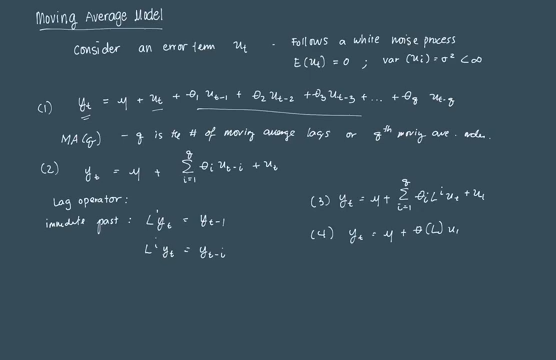 Moving Average Model
Consider an error term u_t - Follows a white noise process
E(u_t) = 0 ; var(u_i) = σ² < ∞
(1) y_t = μ + u_t + θ_1 u_{t-1} + θ_2 u_{t-2} + θ_3 u_{t-3} + ... + θ_q u_{t-q}
MA(q) - q is the # of moving average lags or q^th moving ave. order.
(2) y_t = μ + Σ_{i=1}^{q} θ_i u_{t-i} + u_t
Lag operator:
immediate past: L'y_t = y_{t-1}
L^i y_t = y_{t-i}
(3) y_t = μ + Σ_{i=1}^{q} θ_i L^i u_t + u_t
(4) y_t = μ + θ(L) u_t